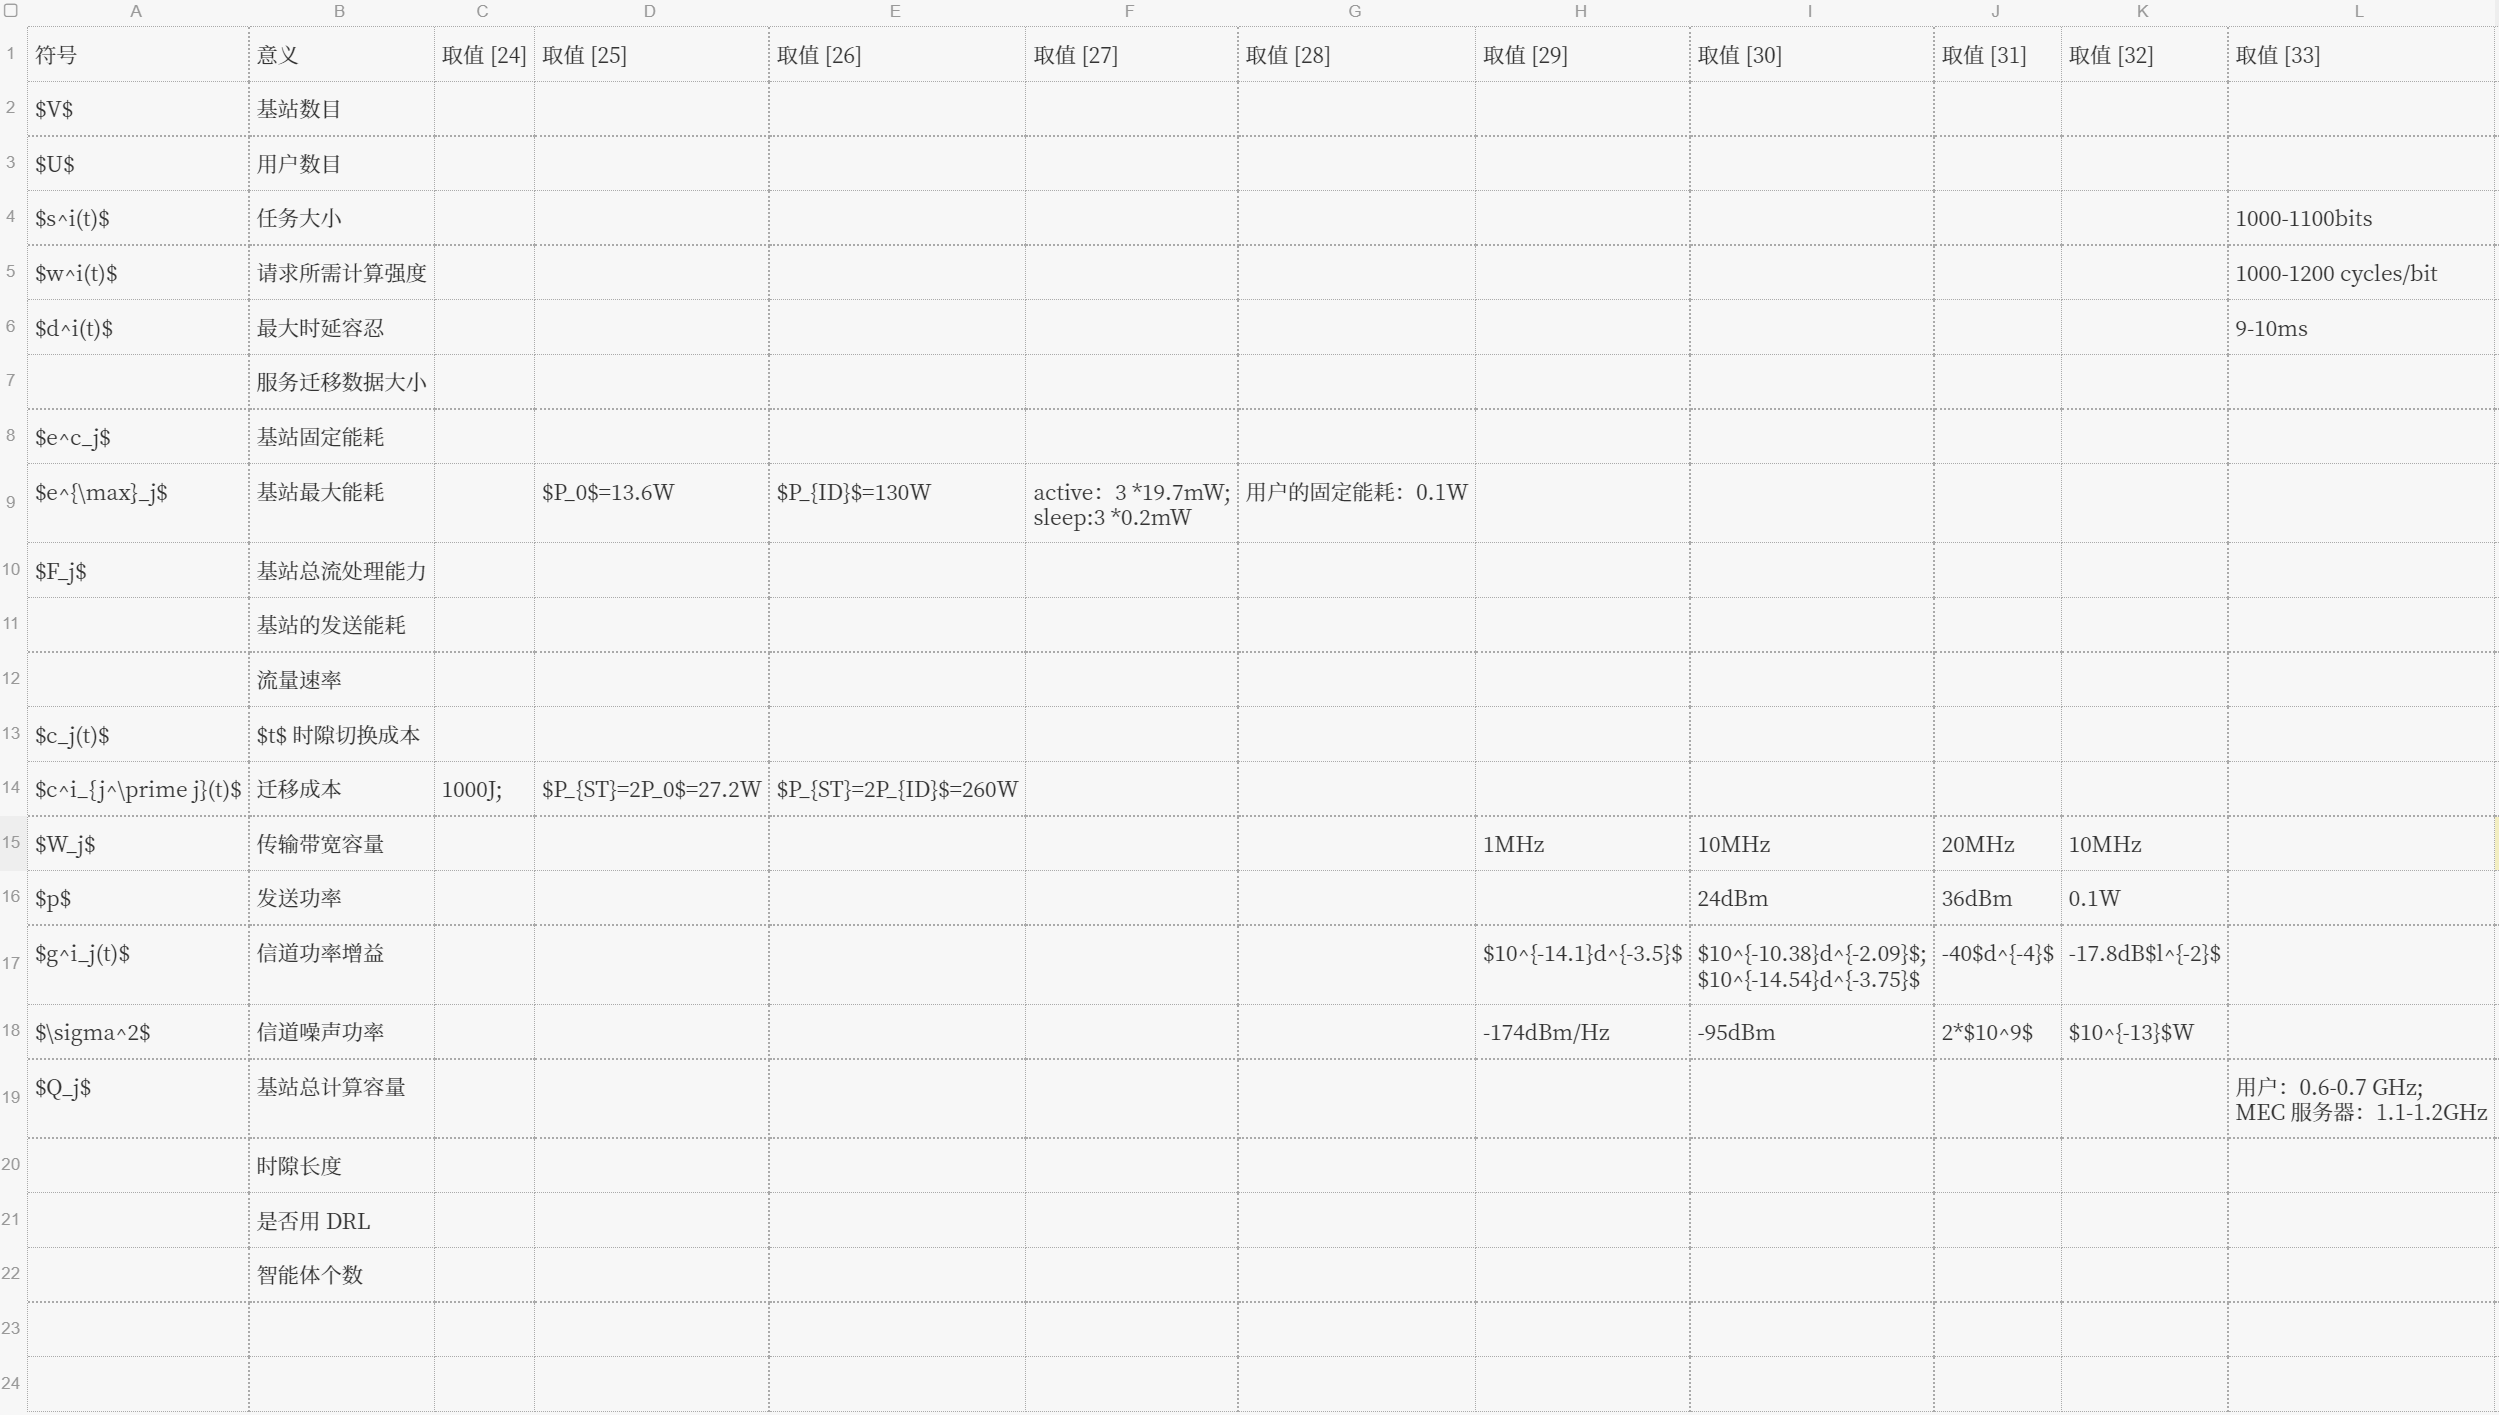 A B C D E F G H I J K L
1 符号 意义 取值 [24] 取值 [25] 取值 [26] 取值 [27] 取值 [28] 取值 [29] 取值 [30] 取值 [31] 取值 [32] 取值 [33]
2 $V$ 基站数目
3 $U$ 用户数目
4 $s^i(t)$ 任务大小 1000-1100bits
5 $w^i(t)$ 请求所需计算强度 1000-1200 cycles/bit
6 $d^i(t)$ 最大时延容忍 9-10ms
7 服务迁移数据大小
8 $e^c_j$ 基站固定能耗
9 $e^{\max}_j$ 基站最大能耗 $P_0$=13.6W $P_{ID}$=130W active：3 *19.7mW; 用户的固定能耗：0.1W
sleep:3 *0.2mW
10 $F_j$ 基站总流处理能力
11 基站的发送能耗
12 流量速率
13 $c_j(t)$ $t$ 时隙切换成本
14 $c^i_{j^\prime j}(t)$ 迁移成本 1000J; $P_{ST}=2P_0$=27.2W $P_{ST}=2P_{ID}$=260W
15 $W_j$ 传输带宽容量 1MHz 10MHz 20MHz 10MHz
16 $p$ 发送功率 24dBm 36dBm 0.1W
17 $g^i_j(t)$ 信道功率增益 $10^{-14.1}d^{-3.5}$ $10^{-10.38}d^{-2.09}$; -40$d^{-4}$ -17.8dB$l^{-2}$
$10^{-14.54}d^{-3.75}$
18 $\sigma^2$ 信道噪声功率 -174dBm/Hz -95dBm 2*$10^9$ $10^{-13}$W
19 $Q_j$ 基站总计算容量 用户：0.6-0.7 GHz;
MEC 服务器：1.1-1.2GHz
20 时隙长度
21 是否用 DRL
22 智能体个数
23
24